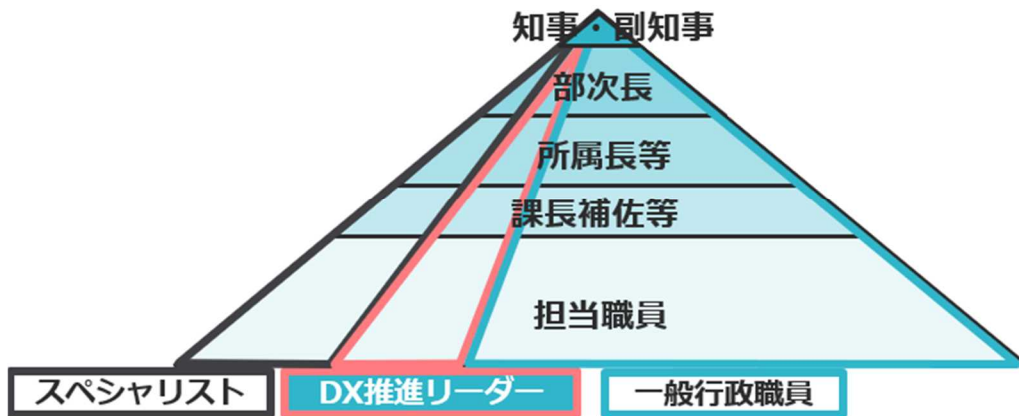 知事・副知事
部次長
所属長等
課長補佐等
担当職員
スペシャリスト
DX推進リーダー
一般行政職員